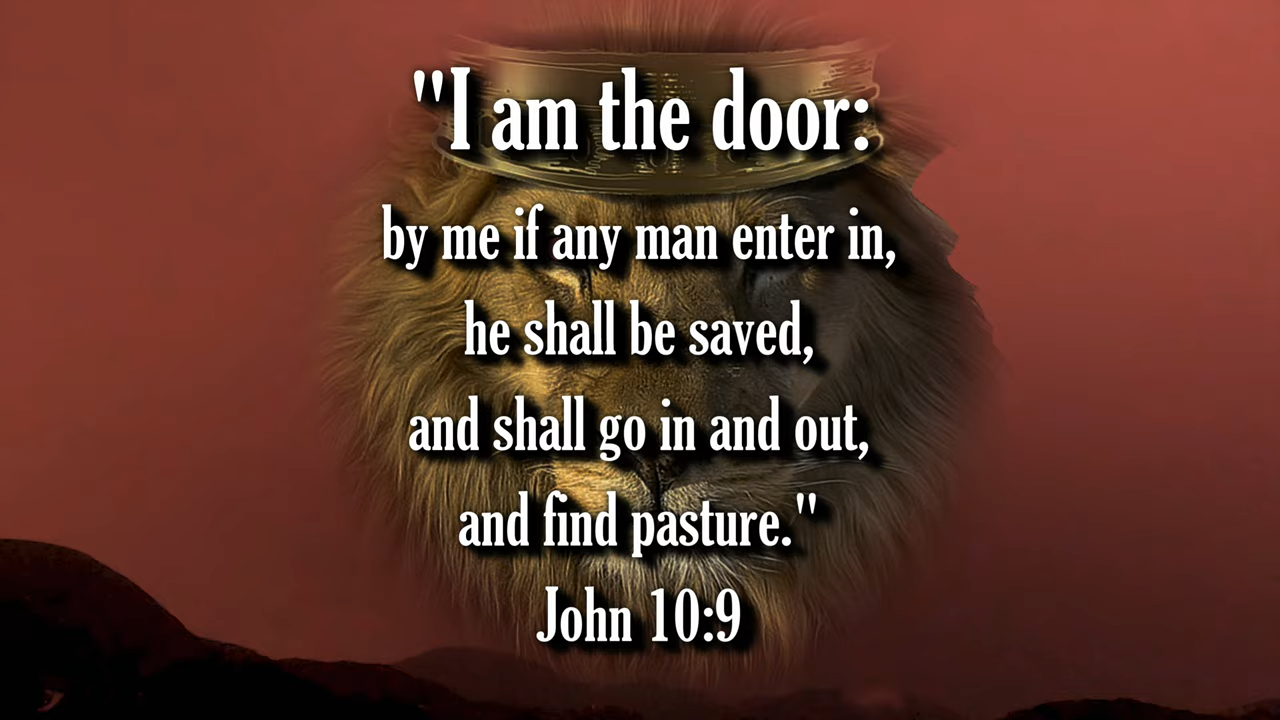 "I am the door:
by me if any man enter in,
he shall be saved,
and shall go in and out,
and find pasture."
John 10:9